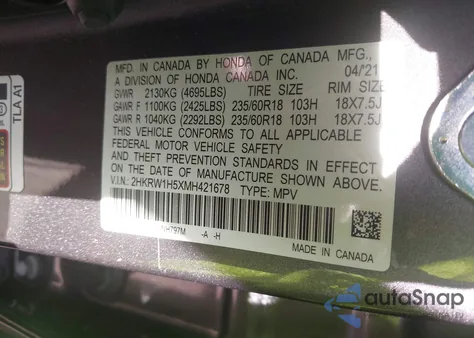 MFD. IN CANADA BY HONDA OF CANADA MFG.,
A DIVISION OF HONDA CANADA INC. 04/21
GVWR 2130KG (4695LBS) TIRE SIZE RIM SIZE
GAWR F 1100KG (2425LBS) 235/60R18 103H 18X7.5J
GAWR R 1040KG (2292LBS) 235/60R18 103H 18X7.5J
THIS VEHICLE CONFORMS TO ALL APPLICABLE
FEDERAL MOTOR VEHICLE SAFETY
AND THEFT PREVENTION STANDARDS IN EFFECT
ON THE DATE OF MANUFACTURE SHOWN ABOVE.
V.I.N.: 2HKRW1H5XMH421678 TYPE: MPV
NH797M -A -H
MADE IN CANADA
TLA A1
autoSnap